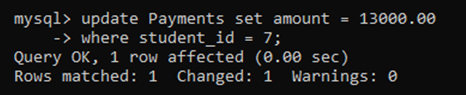 mysql> update Payments set amount = 13000.00
    -> where student_id = 7;
Query OK, 1 row affected (0.00 sec)
Rows matched: 1  Changed: 1  Warnings: 0